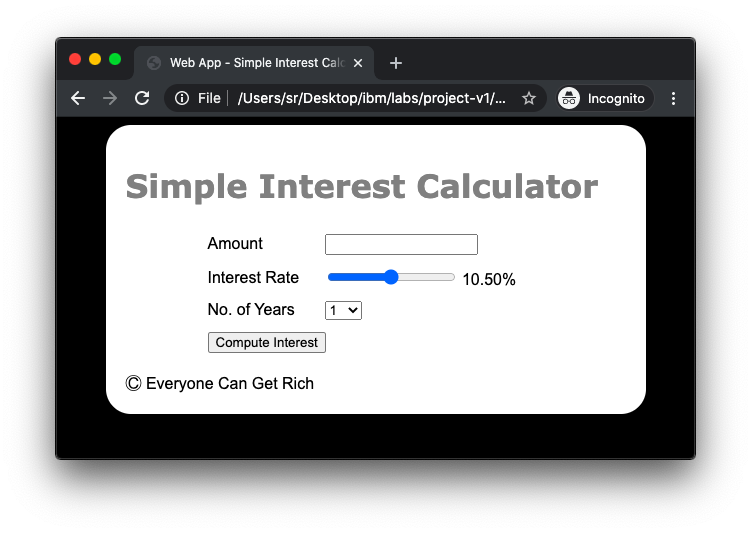 Web App - Simple Interest Calc
File /Users/sr/Desktop/ibm/labs/project-v1/... Incognito
Simple Interest Calculator
Amount
Interest Rate 10.50%
No. of Years 1
Compute Interest
© Everyone Can Get Rich